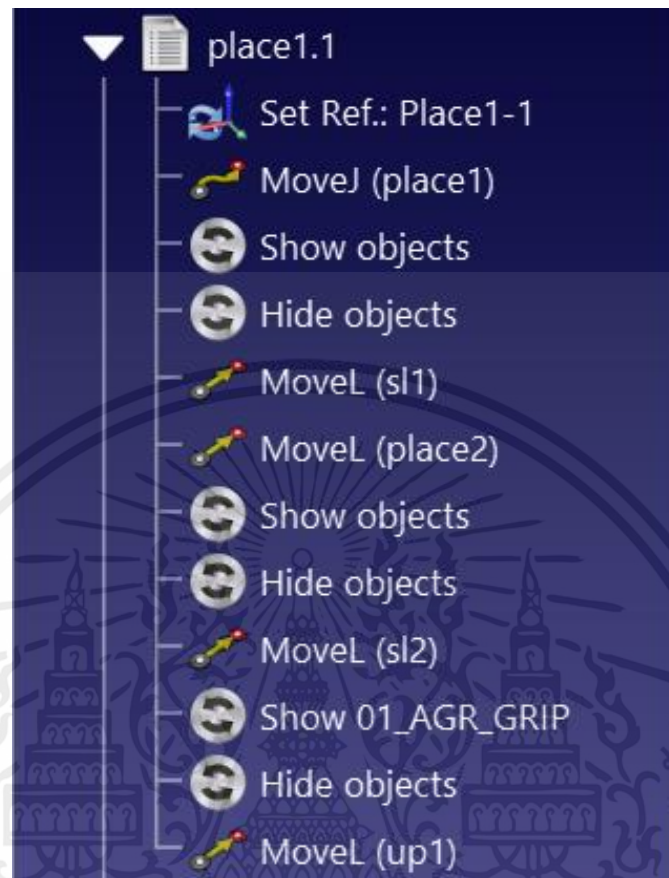 place1.1
Set Ref.: Place1-1
MoveJ (place1)
Show objects
Hide objects
MoveL (sl1)
MoveL (place2)
Show objects
Hide objects
MoveL (sl2)
Show 01_AGR_GRIP
Hide objects
MoveL (up1)